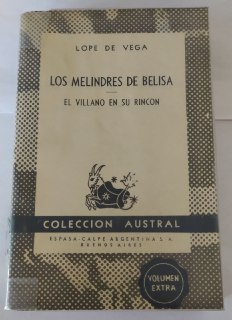 LOPE DE VEGA
LOS MELINDRES DE BELISA
EL VILLANO EN SU RINCON
COLECCION AUSTRAL
ESPASA-CALPE ARGENTINA S. A.
BUENOS AIRES
VOLUMEN
EXTRA